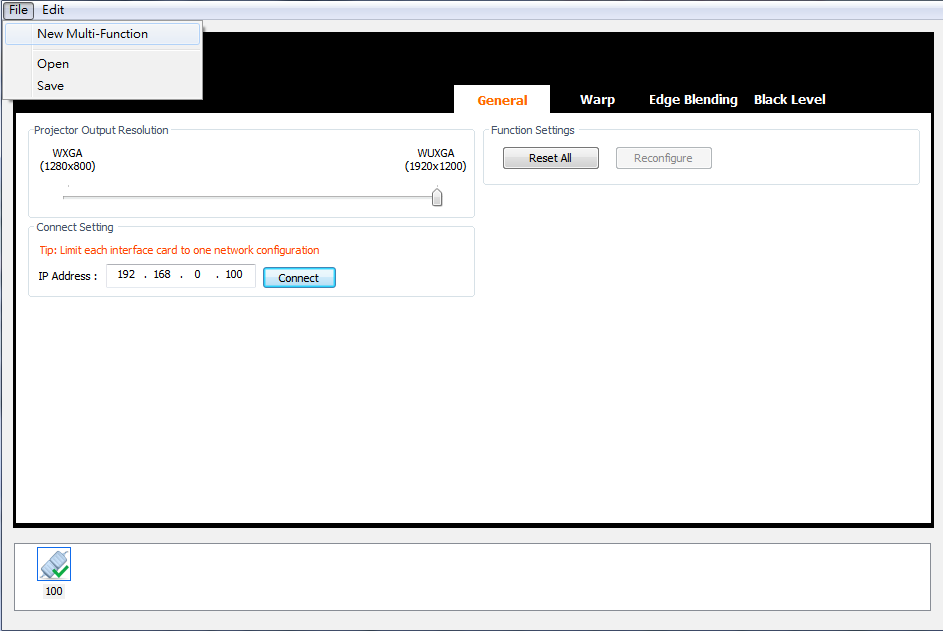 File Edit
New Multi-Function
Open
Save
General Warp Edge Blending Black Level
Projector Output Resolution
WXGA
(1280x800)
WUXGA
(1920x1200)
Function Settings
Reset All Reconfigure
Connect Setting
Tip: Limit each interface card to one network configuration
IP Address : 192 . 168 . 0 . 100 Connect
100